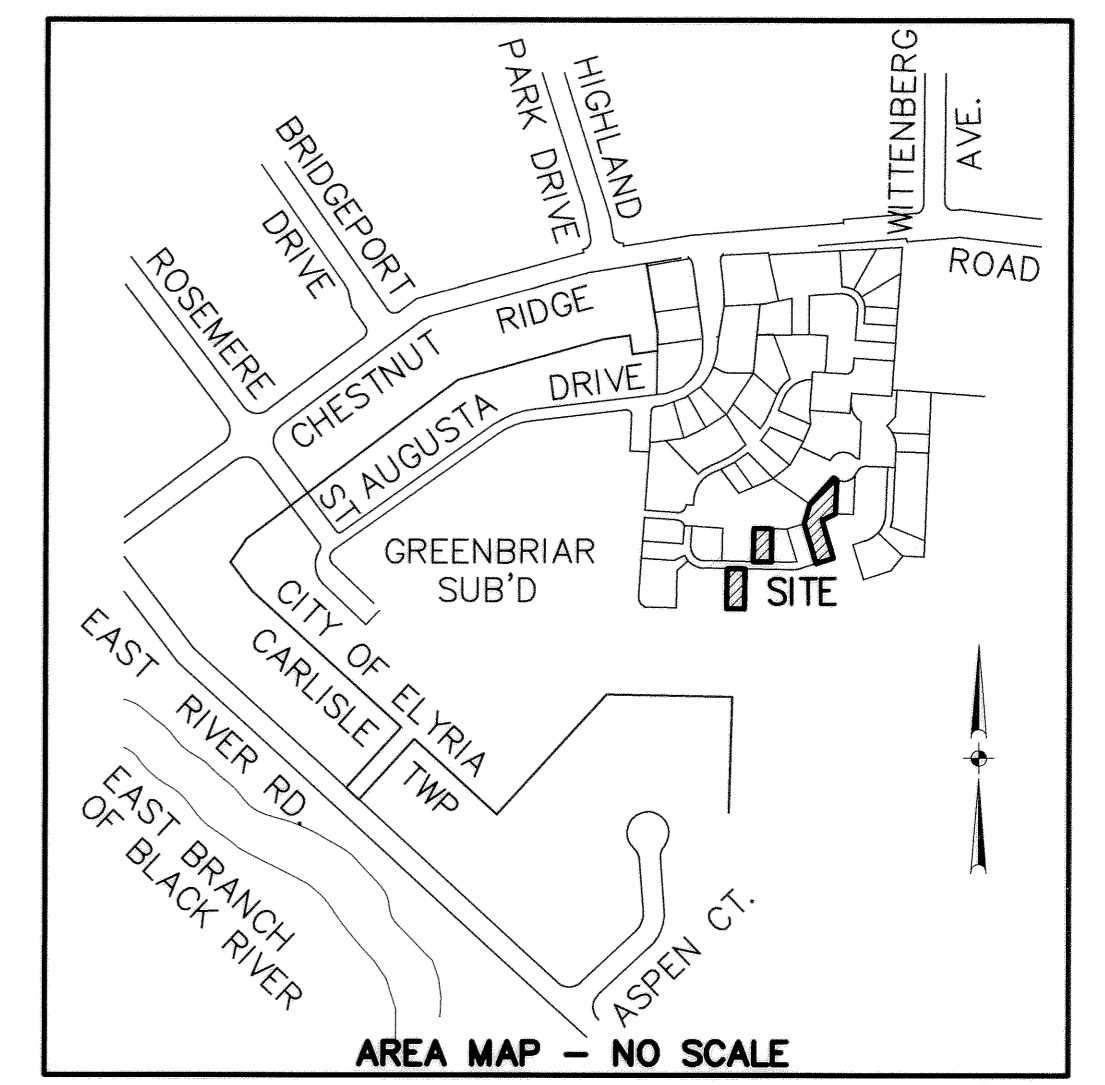 WITTENBERG
AVE.
PARK DRIVE
HIGHLAND
BRIDGEPORT
DRIVE
ROSEMERE
ROAD
CHESTNUT RIDGE
ST AUGUSTA DRIVE
GREENBRIAR
SUB'D
SITE
CITY OF ELYRIA
CARLISLE TWP
EAST RIVER RD.
EAST BRANCH
OF BLACK RIVER
ASPEN CT.
AREA MAP – NO SCALE